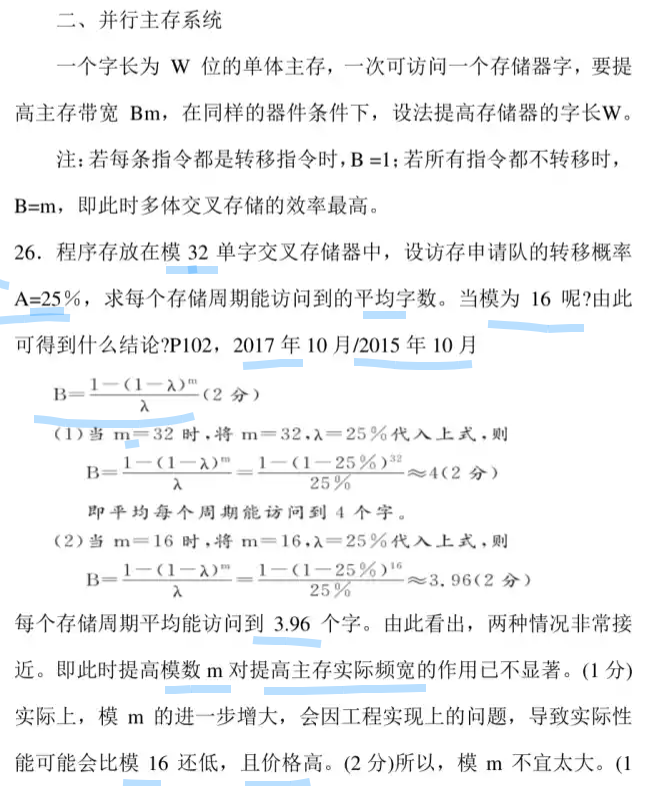 二、并行主存系统
一个字长为 W 位的单体主存，一次可访问一个存储器字，要提
高主存带宽 Bm，在同样的器件条件下，设法提高存储器的字长W。
注：若每条指令都是转移指令时，B =1；若所有指令都不转移时，
B=m，即此时多体交叉存储的效率最高。
26．程序存放在模 32 单字交叉存储器中，设访存申请队的转移概率
A=25%，求每个存储周期能访问到的平均字数。当模为 16 呢?由此
可得到什么结论?P102，2017 年 10 月/2015 年 10 月
B=\frac{1-(1-λ)^m}{λ}(2 分)
(1)当 m=32 时,将 m=32,λ=25%代入上式,则
B=\frac{1-(1-λ)^m}{λ}=\frac{1-(1-25%)^{32}}{25%}≈4(2 分)
即平均每个周期能访问到 4 个字。
(2)当 m=16 时,将 m=16,λ=25%代入上式,则
B=\frac{1-(1-λ)^m}{λ}=\frac{1-(1-25%)^{16}}{25%}≈3.96(2 分)
每个存储周期平均能访问到 3.96 个字。由此看出，两种情况非常接
近。即此时提高模数 m 对提高主存实际频宽的作用已不显著。(1 分)
实际上，模 m 的进一步增大，会因工程实现上的问题，导致实际性
能可能会比模 16 还低，且价格高。(2 分)所以，模 m 不宜太大。(1